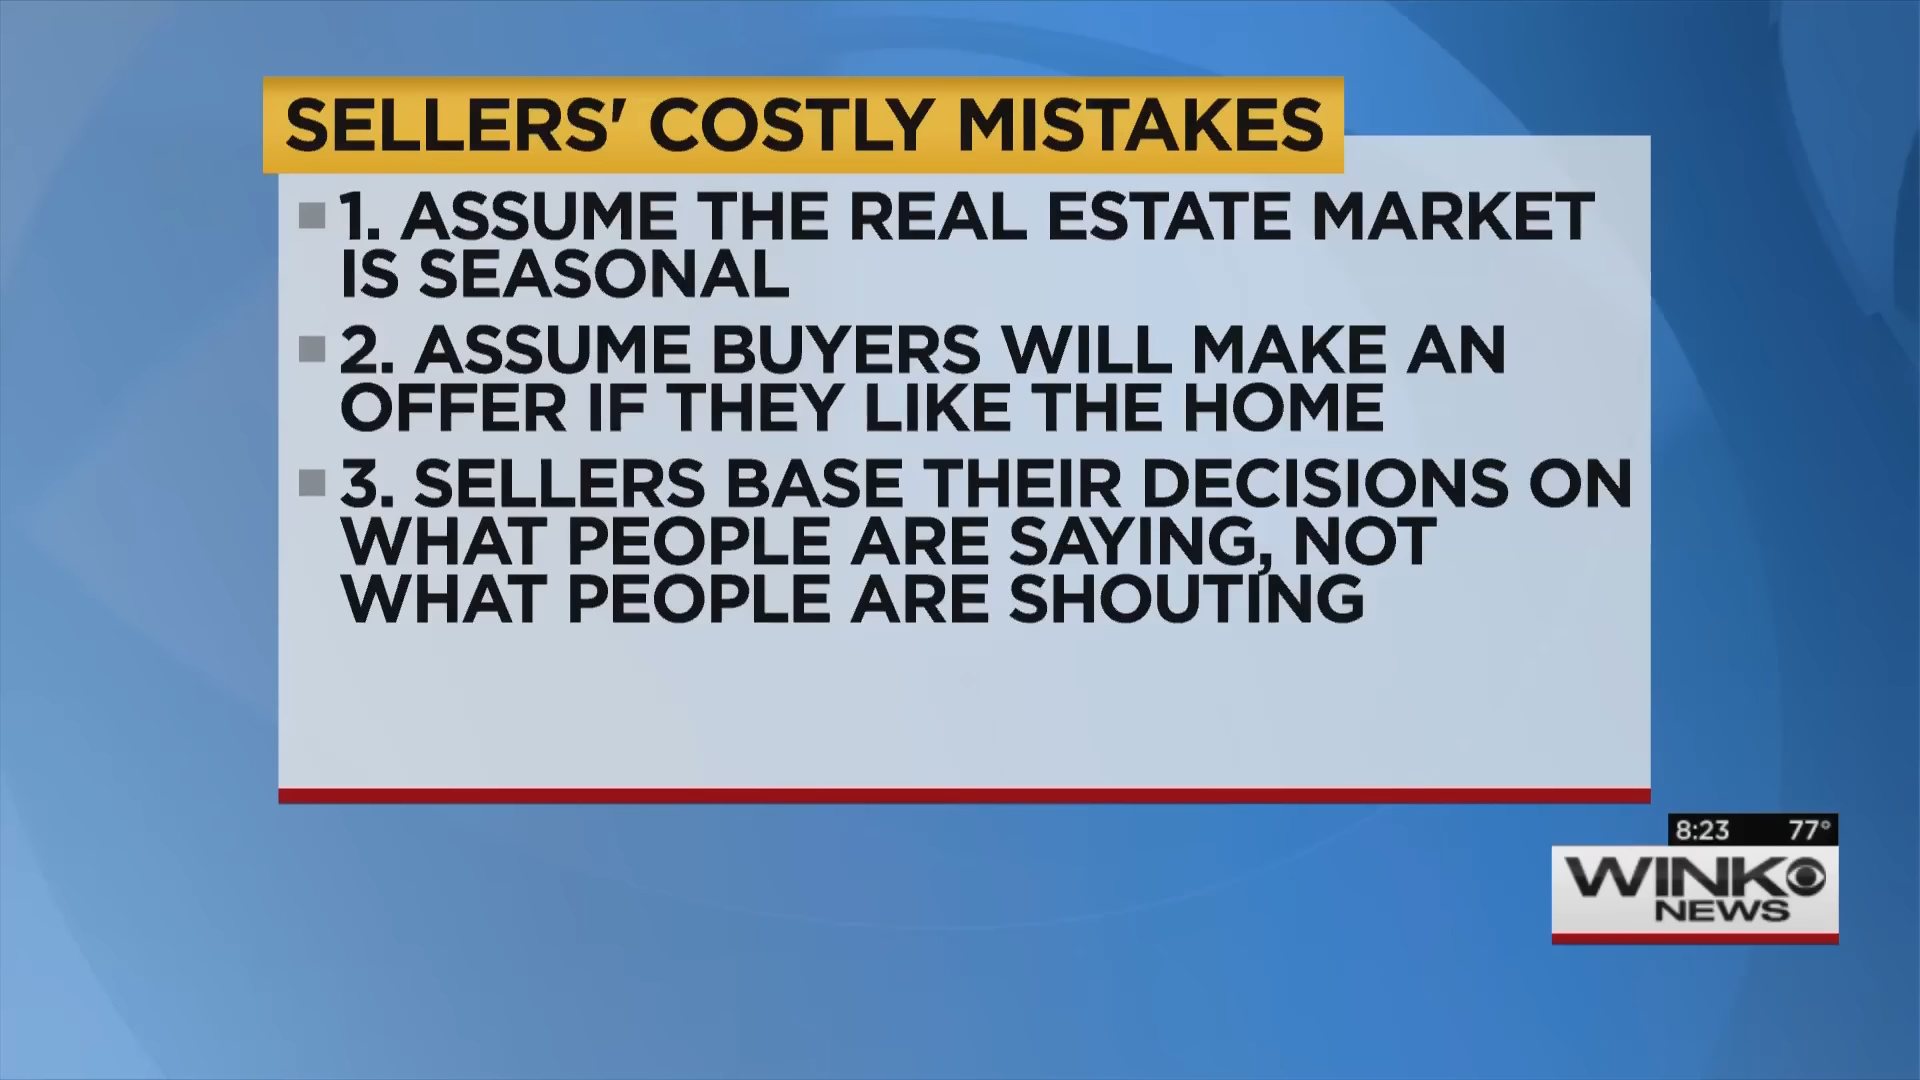 SELLERS' COSTLY MISTAKES
1. ASSUME THE REAL ESTATE MARKET
IS SEASONAL
2. ASSUME BUYERS WILL MAKE AN
OFFER IF THEY LIKE THE HOME
3. SELLERS BASE THEIR DECISIONS ON
WHAT PEOPLE ARE SAYING, NOT
WHAT PEOPLE ARE SHOUTING
8:23 77°
WINK
NEWS